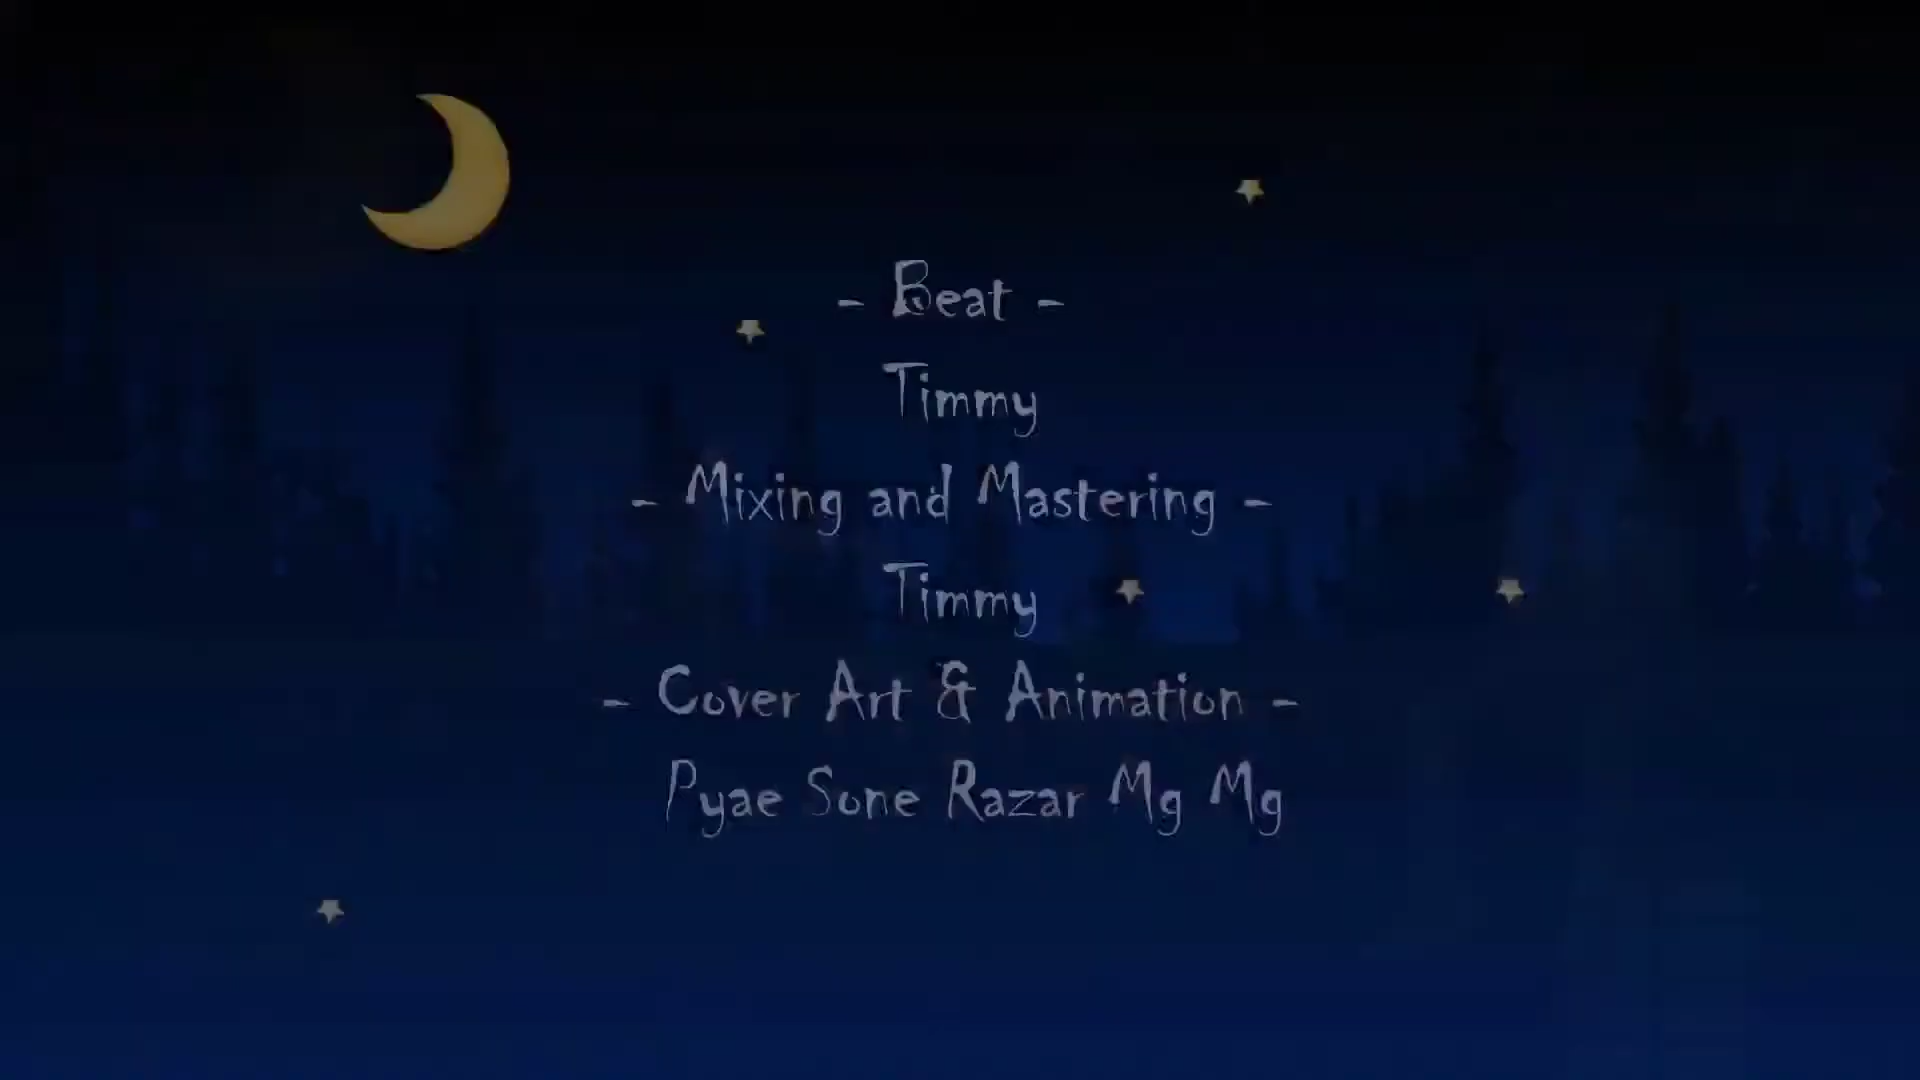 - Beat -
Timmy
- Mixing and Mastering -
Timmy
- Cover Art & Animation -
Pyae Sone Razar Mg Mg